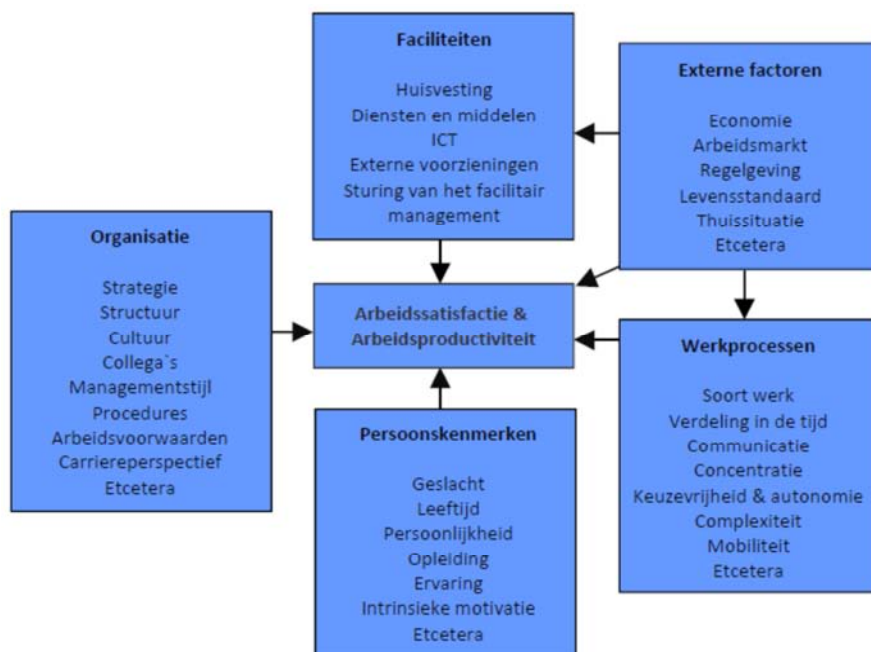 Faciliteiten
Huisvesting
Diensten en middelen
ICT
Externe voorzieningen
Sturing van het facilitair
management
Externe factoren
Economie
Arbeidsmarkt
Regelgeving
Levensstandaard
Thuissituatie
Etcetera
Organisatie
Strategie
Structuur
Cultuur
Collega`s
Managementstijl
Procedures
Arbeidsvoorwaarden
Carriereperspectief
Etcetera
Arbeidssatisfactie &
Arbeidsproductiviteit
Werkprocessen
Soort werk
Verdeling in de tijd
Communicatie
Concentratie
Keuzevrijheid & autonomie
Complexiteit
Mobiliteit
Etcetera
Persoonskenmerken
Geslacht
Leeftijd
Persoonlijkheid
Opleiding
Ervaring
Intrinsieke motivatie
Etcetera